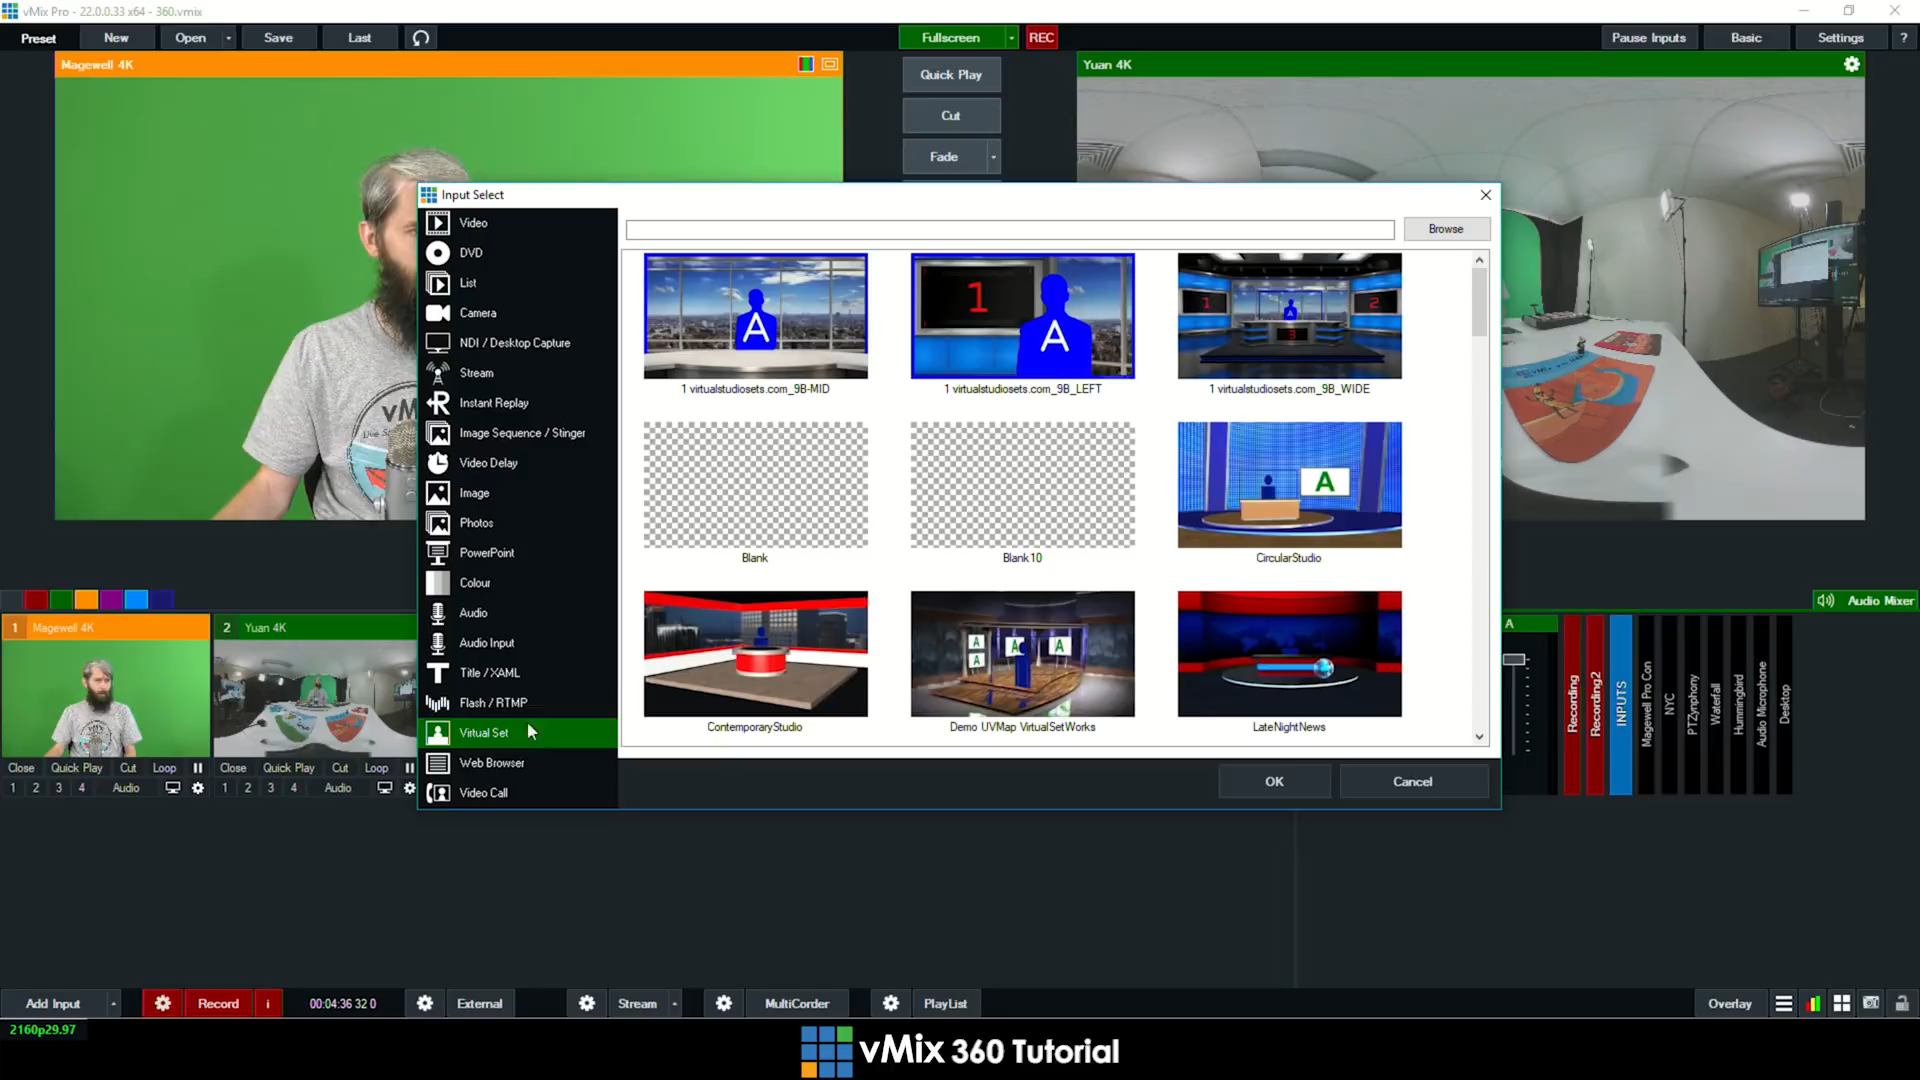 vMix Pro - 22.0.0.33 x64 - 360.vmix
Preset
New
Open
Save
Last
Fullscreen
REC
Pause Inputs
Basic
Settings
?
Magewell 4K
Quick Play
Cut
Fade
Yuan 4K
Input Select
Video
DVD
List
Camera
NDI / Desktop Capture
Stream
Instant Replay
Image Sequence / Stinger
Video Delay
Image
Photos
PowerPoint
Colour
Audio
Audio Input
Title / XAML
Flash / RTMP
Virtual Set
Web Browser
Video Call
Browse
A
1
A
1
2
3
A
1 virtualstudiosets.com_9B-MID
1 virtualstudiosets.com_9B_LEFT
1 virtualstudiosets.com_9B_WIDE
A
Blank
Blank10
CircularStudio
A
A
A
A
ContemporaryStudio
Demo UVMap VirtualSetWorks
LateNightNews
OK
Cancel
1 Magewell 4K
2 Yuan 4K
Close Quick Play Cut Loop
Close Quick Play Cut Loop
1 2 3 4 Audio
1 2 3 4 Audio
Audio Mixer
A
Recording
Recording2
INPUTS
Magewell Pro Con
NYC
PTZynphony
Waterfall
Hummingbird
Audio Microphone
Desktop
Add Input
Record
i
00:04:36 32 0
External
Stream
MultiCorder
PlayList
Overlay
2160p29.97
vMix 360 Tutorial